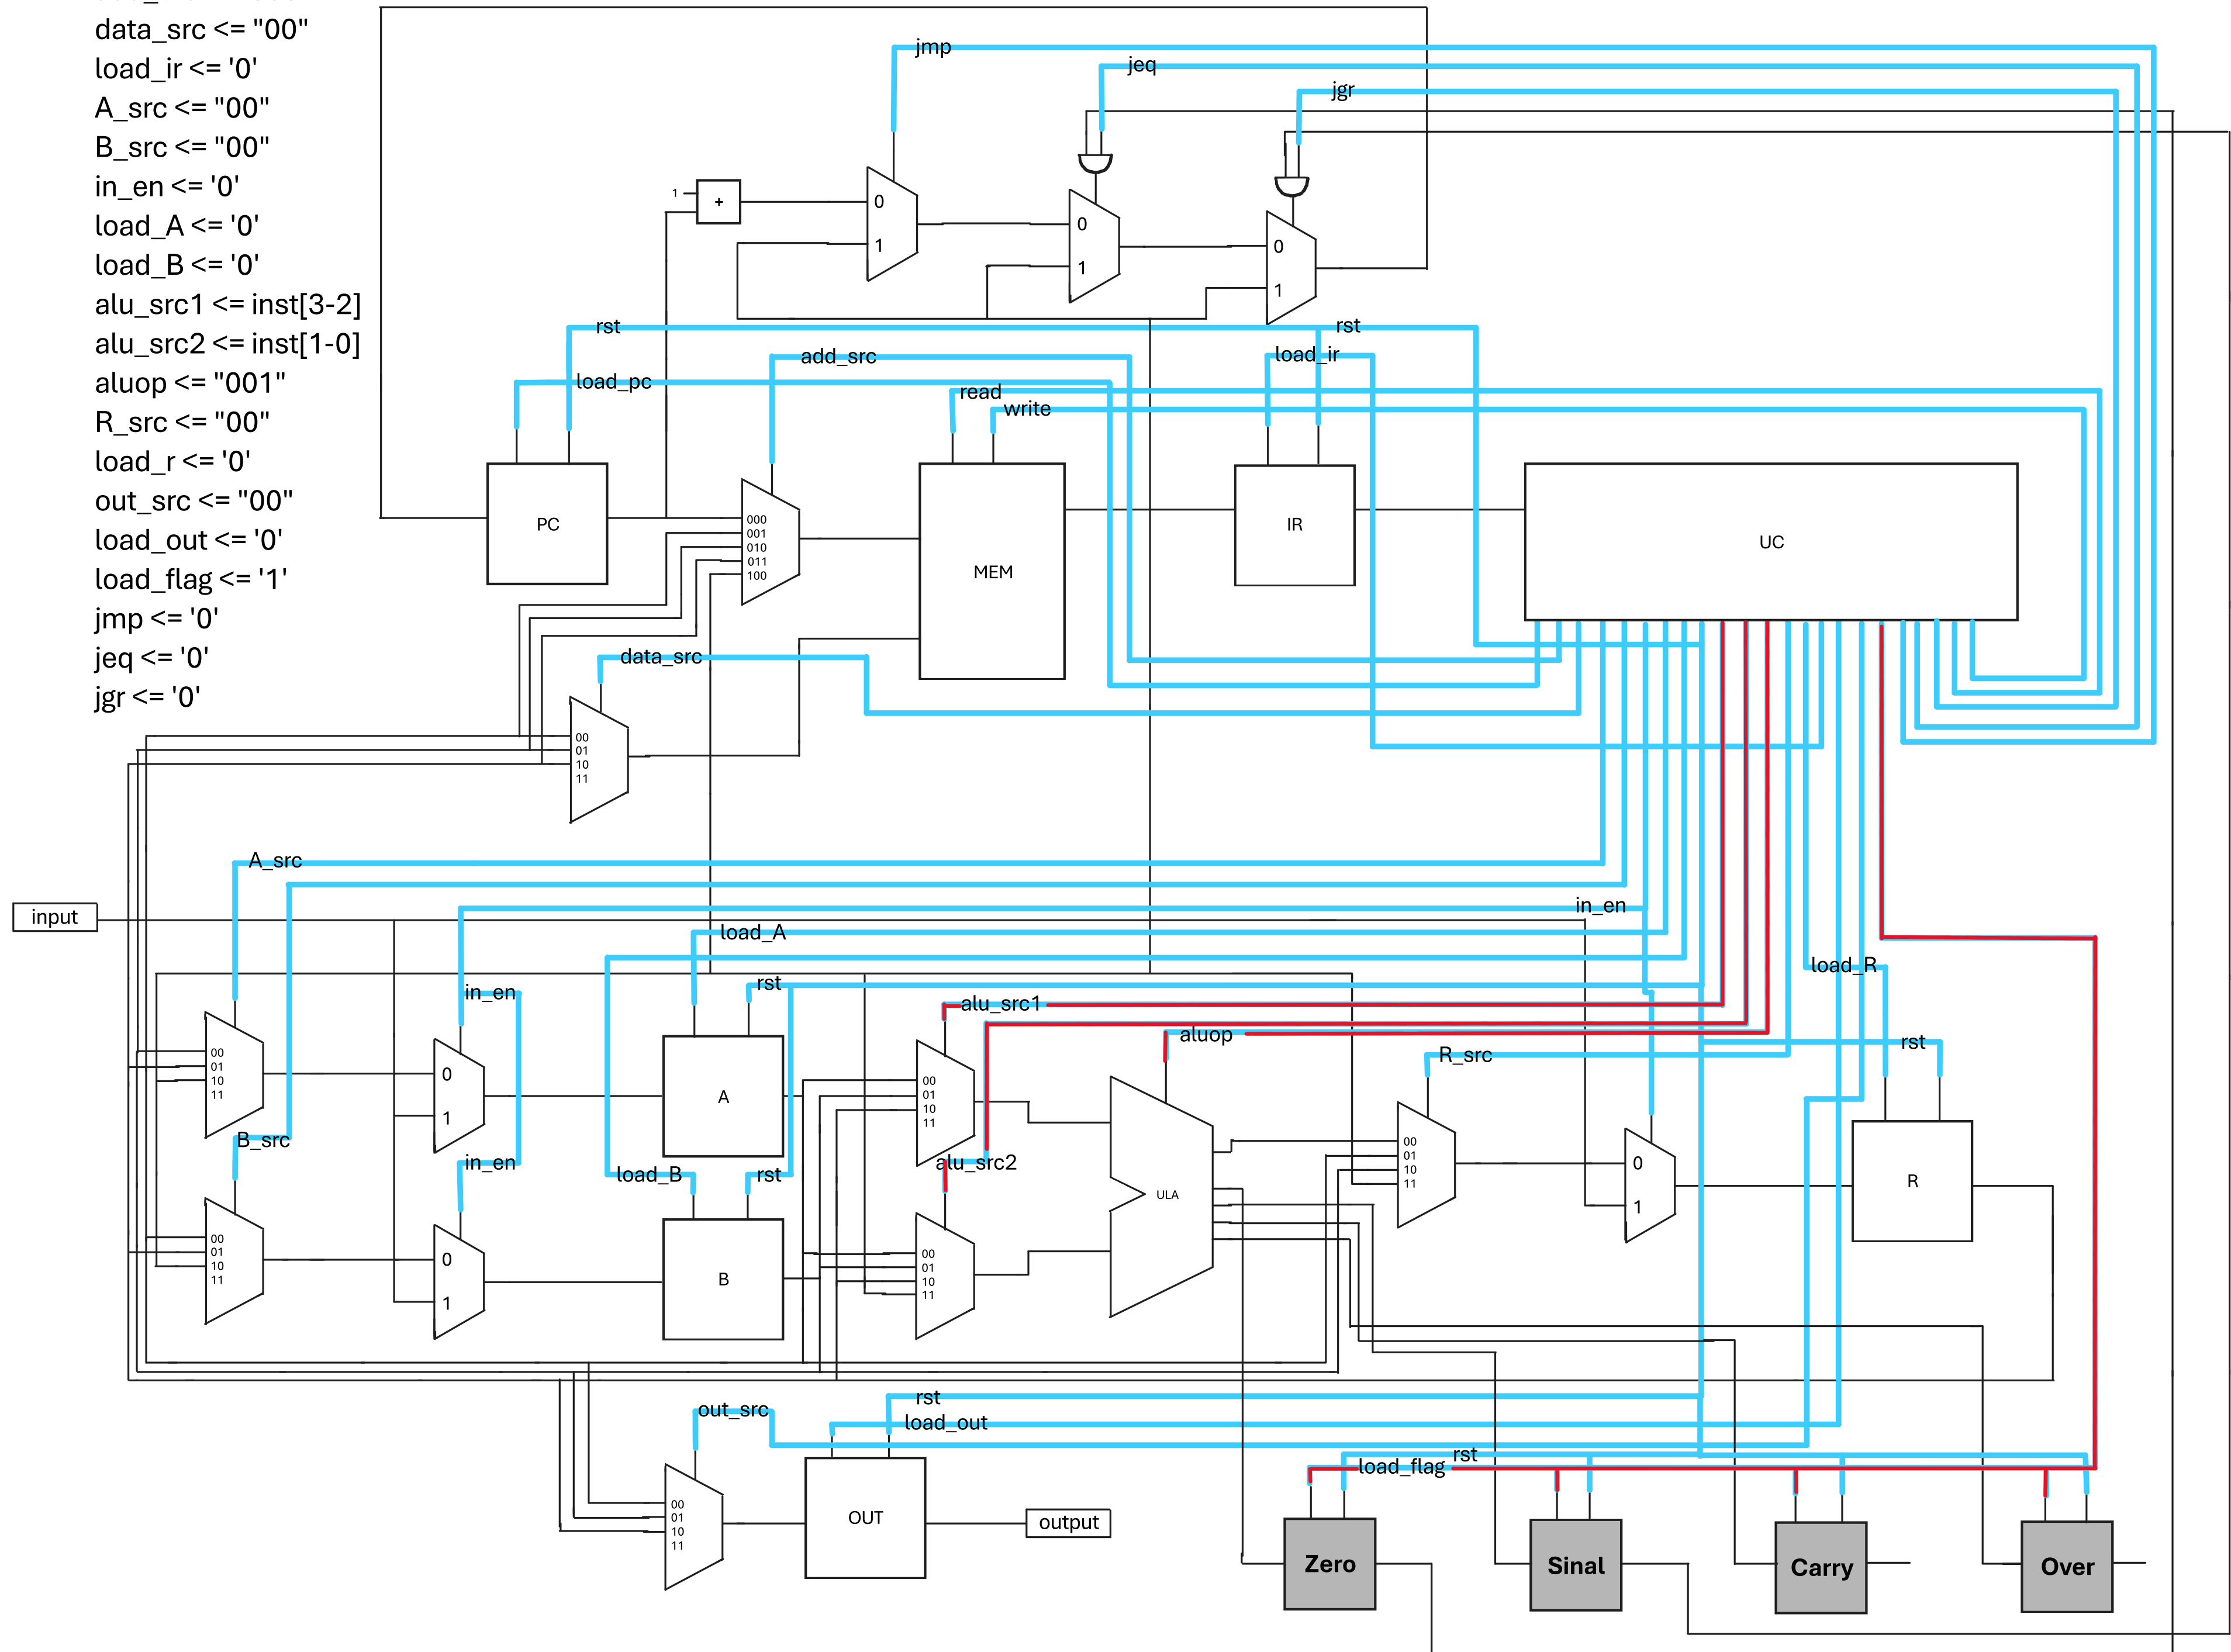 data_src <= "00"
load_ir <= '0'
A_src <= "00"
B_src <= "00"
in_en <= '0'
load_A <= '0'
load_B <= '0'
alu_src1 <= inst[3-2]
alu_src2 <= inst[1-0]
aluop <= "001"
R_src <= "00"
load_r <= '0'
out_src <= "00"
load_out <= '0'
load_flag <= '1'
jmp <= '0'
jeq <= '0'
jgr <= '0'
jmp
jeq
jgr
1
+
0
1
0
1
0
1
rst
rst
add_src
load_ir
load_pc
read
write
PC
000
001
010
011
100
MEM
IR
UC
data_src
00
01
10
11
A_src
input
in_en
load_A
in_en
rst
alu_src1
load_R
aluop
R_src
rst
00
01
10
11
0
1
A
00
01
10
11
B_src
in_en
load_B
rst
alu_src2
ULA
00
01
10
11
0
1
R
00
01
10
11
0
1
B
00
01
10
11
out_src
rst
load_out
rst
load_flag
00
01
10
11
OUT
output
Zero
Sinal
Carry
Over